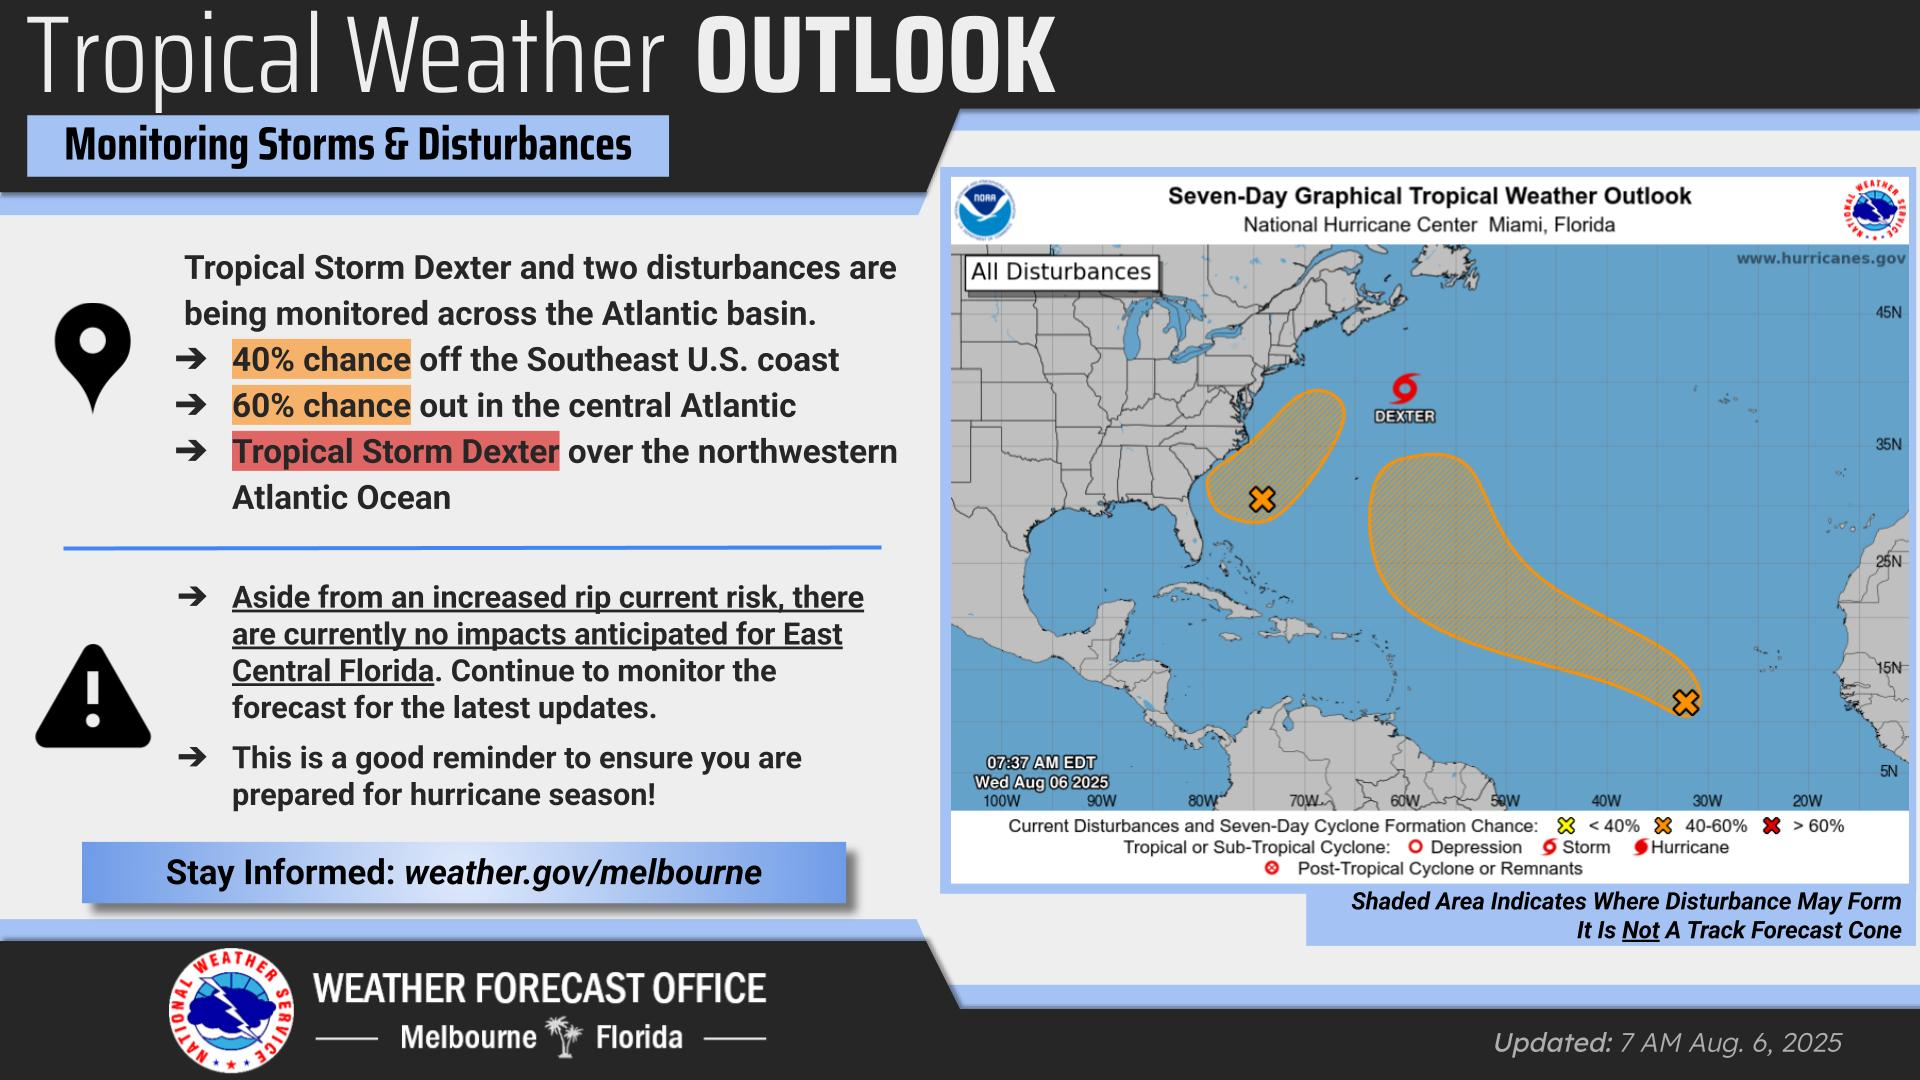 Tropical Weather OUTLOOK
Monitoring Storms & Disturbances
Tropical Storm Dexter and two disturbances are
being monitored across the Atlantic basin.
➔ 40% chance off the Southeast U.S. coast
➔ 60% chance out in the central Atlantic
➔ Tropical Storm Dexter over the northwestern
Atlantic Ocean
➔ Aside from an increased rip current risk, there
are currently no impacts anticipated for East
Central Florida. Continue to monitor the
forecast for the latest updates.
➔ This is a good reminder to ensure you are
prepared for hurricane season!
Stay Informed: weather.gov/melbourne
NATIONAL WEATHER SERVICE
WEATHER FORECAST OFFICE
Melbourne Florida
NOAA
Seven-Day Graphical Tropical Weather Outlook
National Hurricane Center Miami, Florida
NATIONAL WEATHER SERVICE
All Disturbances
www.hurricanes.gov
45N
DEXTER
35N
25N
15N
5N
07:37 AM EDT
Wed Aug 06 2025
100W 90W 80W 70W 60W 50W 40W 30W 20W
Current Disturbances and Seven-Day Cyclone Formation Chance: < 40% 40-60% > 60%
Tropical or Sub-Tropical Cyclone: Depression Storm Hurricane
Post-Tropical Cyclone or Remnants
Shaded Area Indicates Where Disturbance May Form
It Is Not A Track Forecast Cone
Updated: 7 AM Aug. 6, 2025